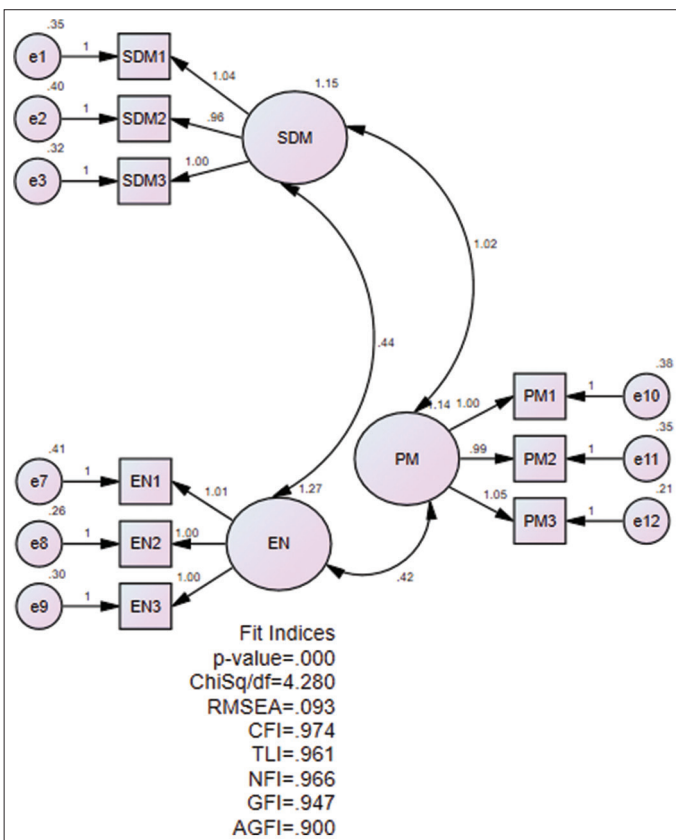 .35
e1 1 SDM1
1.04
1.15
.40
e2 1 SDM2
.96
SDM
.32
e3 1 SDM3
1.00
1.02
.44
.38
1.14 1.00 PM1 1 e10
.35
PM .99 PM2 1 e11
.41
e7 1 EN1
1.01
1.27
1.05 PM3 1 e12
.21
.26
e8 1 EN2 1.00
EN
.42
.30
e9 1 EN3
1.00
Fit Indices
p-value=.000
ChiSq/df=4.280
RMSEA=.093
CFI=.974
TLI=.961
NFI=.966
GFI=.947
AGFI=.900